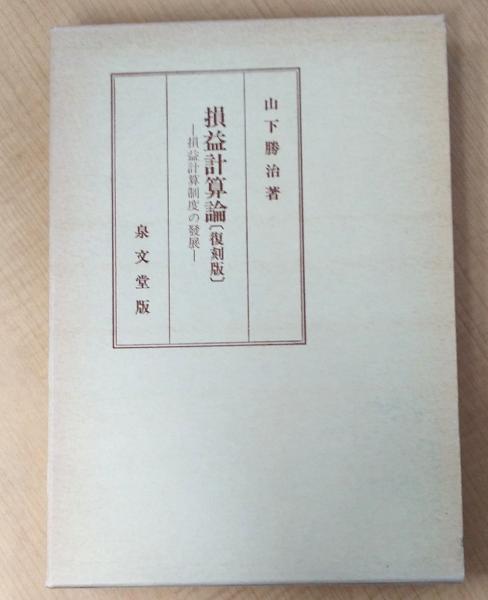 山下勝治著
損益計算論〔復刻版〕
―損益計算制度の發展―
泉文堂版